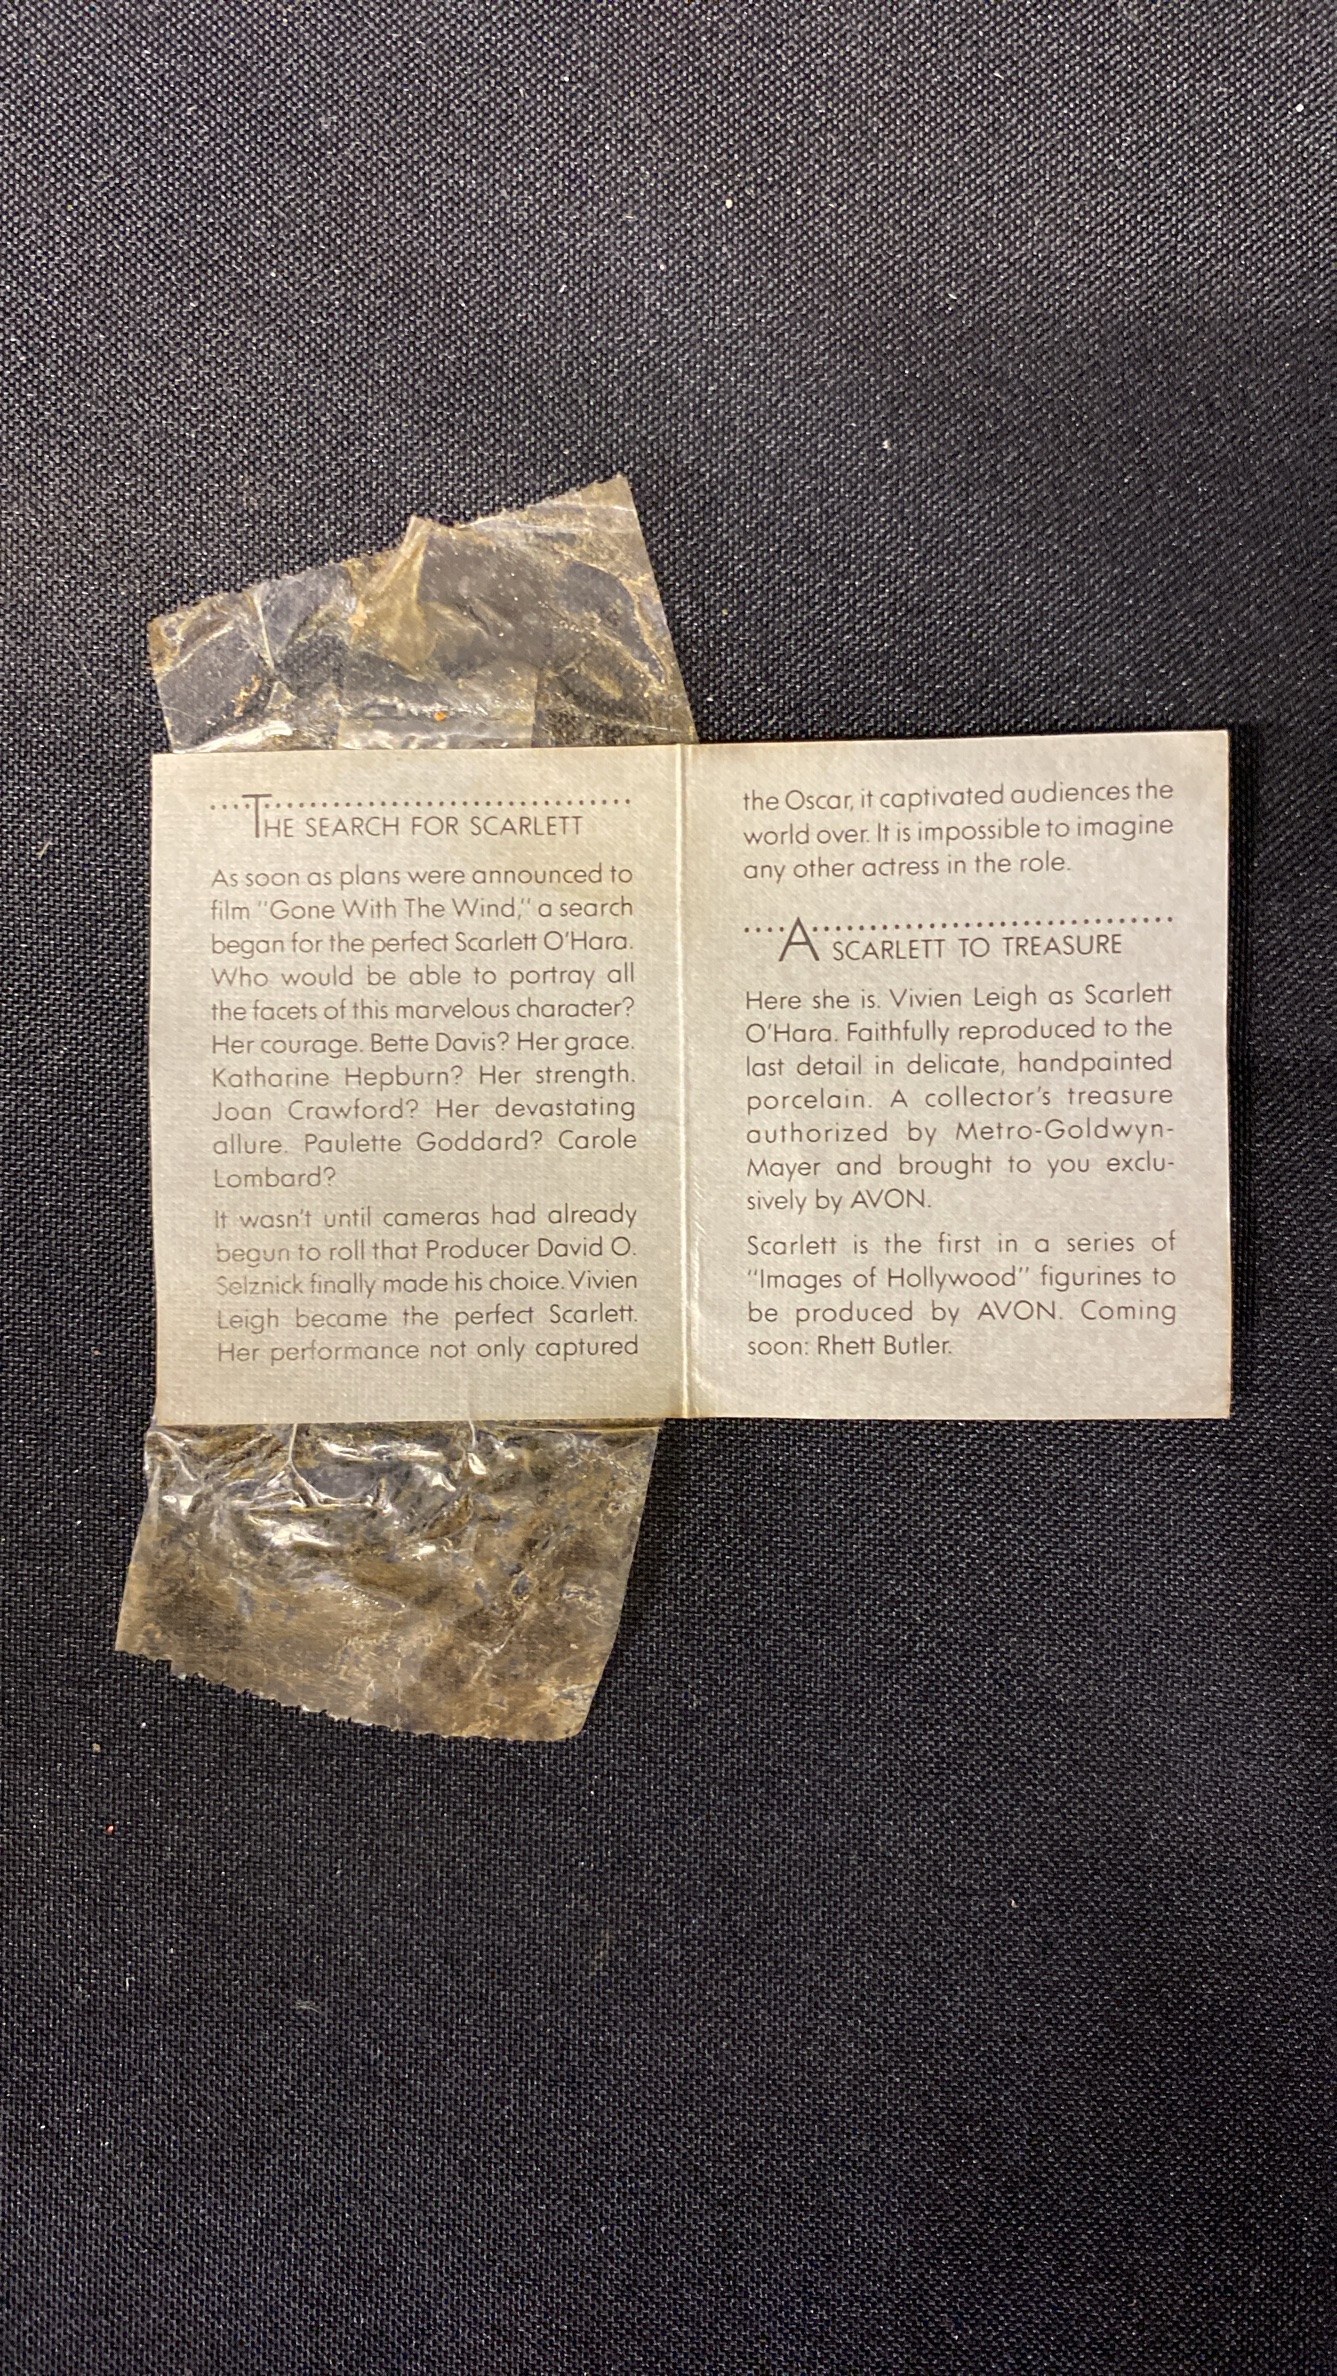 THE SEARCH FOR SCARLETT
As soon as plans were announced to
film "Gone With The Wind," a search
began for the perfect Scarlett O'Hara.
Who would be able to portray all
the facets of this marvelous character?
Her courage. Bette Davis? Her grace.
Katharine Hepburn? Her strength.
Joan Crawford? Her devastating
allure. Paulette Goddard? Carole
Lombard?
It wasn't until cameras had already
begun to roll that Producer David O.
Selznick finally made his choice. Vivien
Leigh became the perfect Scarlett.
Her performance not only captured
the Oscar, it captivated audiences the
world over. It is impossible to imagine
any other actress in the role.
A SCARLETT TO TREASURE
Here she is. Vivien Leigh as Scarlett
O'Hara. Faithfully reproduced to the
last detail in delicate, handpainted
porcelain. A collector's treasure
authorized by Metro-Goldwyn-
Mayer and brought to you exclu-
sively by AVON.
Scarlett is the first in a series of
"Images of Hollywood" figurines to
be produced by AVON. Coming
soon: Rhett Butler.